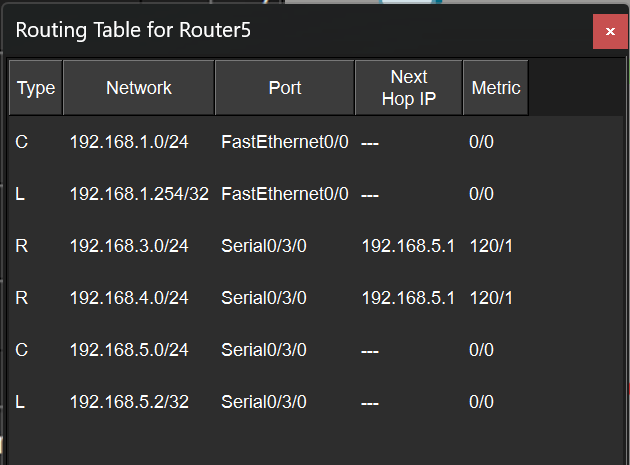 Routing Table for Router5
Type Network Port Next Hop IP Metric
C 192.168.1.0/24 FastEthernet0/0 --- 0/0
L 192.168.1.254/32 FastEthernet0/0 --- 0/0
R 192.168.3.0/24 Serial0/3/0 192.168.5.1 120/1
R 192.168.4.0/24 Serial0/3/0 192.168.5.1 120/1
C 192.168.5.0/24 Serial0/3/0 --- 0/0
L 192.168.5.2/32 Serial0/3/0 --- 0/0